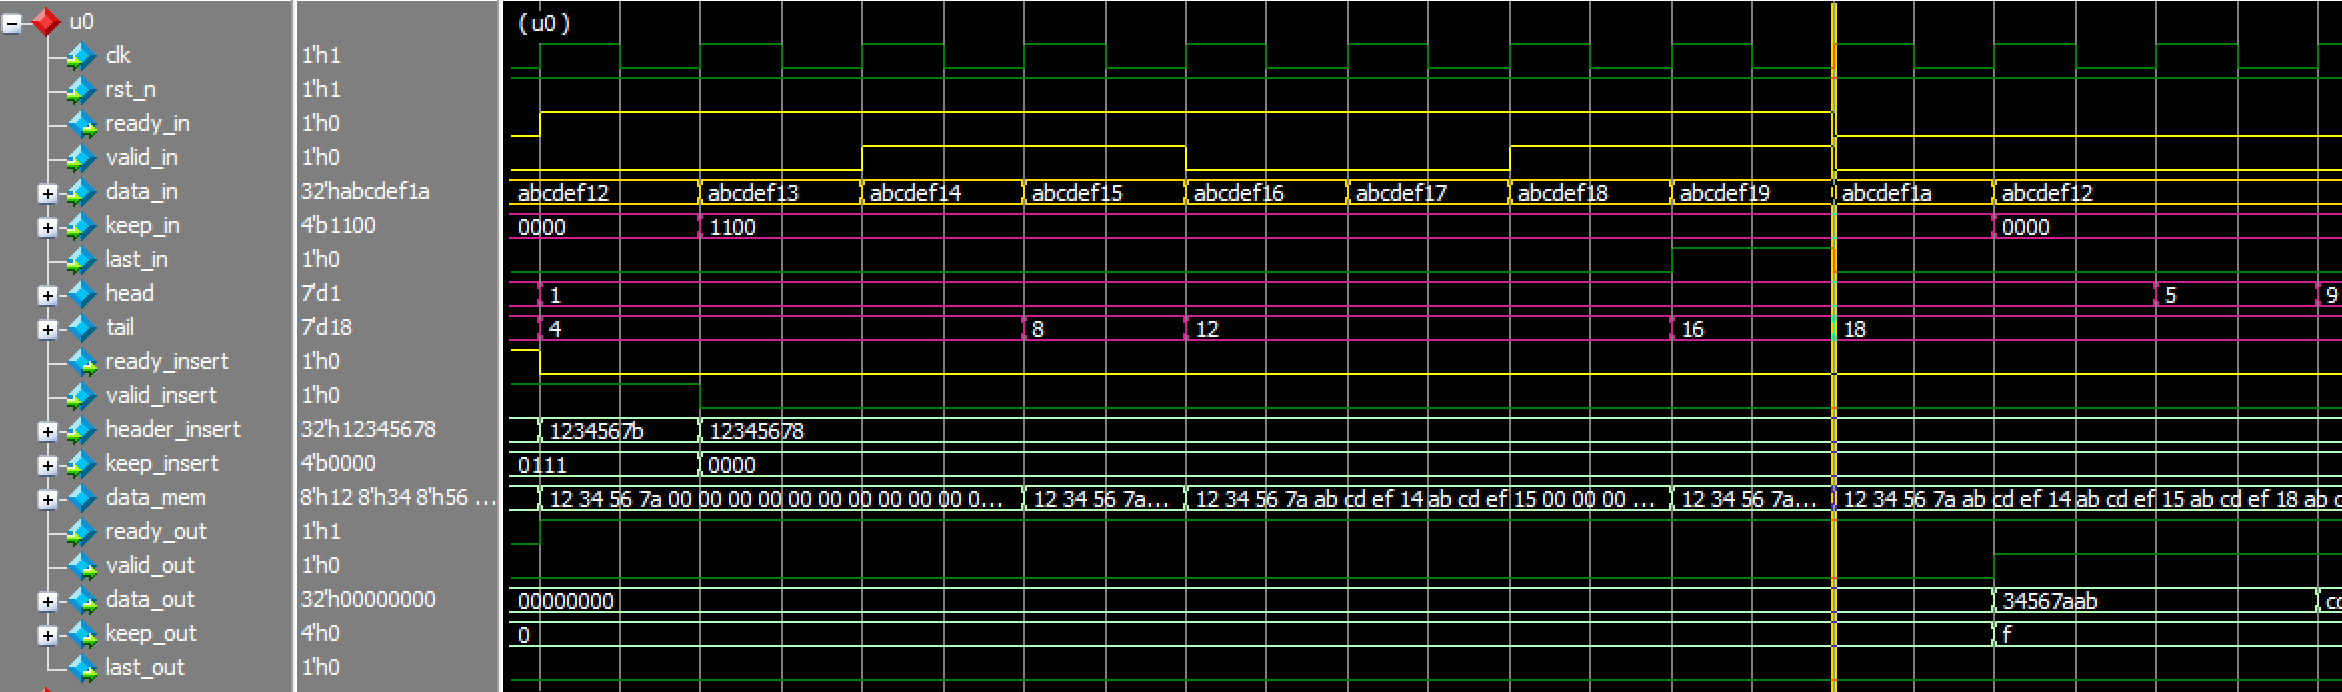 u0 (u0)
clk 1'h1
rst_n 1'h1
ready_in 1'h0
valid_in 1'h0
data_in 32'habcdef1a abcdef12 abcdef13 abcdef14 abcdef15 abcdef16 abcdef17 abcdef18 abcdef19 abcdef1a abcdef12
keep_in 4'b1100 0000 1100 0000
last_in 1'h0
head 7'd1 1 5 9
tail 7'd18 4 8 12 16 18
ready_insert 1'h0
valid_insert 1'h0
header_insert 32'h12345678 1234567b 12345678
keep_insert 4'b0000 0111 0000
data_mem 8'h12 8'h34 8'h56 ... 12 34 56 7a 00 00 00 00 00 00 00 00 00 00 0... 12 34 56 7a... 12 34 56 7a ab cd ef 14 ab cd ef 15 00 00 00 ... 12 34 56 7a... 12 34 56 7a ab cd ef 14 ab cd ef 15 ab cd ef 18 ab c
ready_out 1'h1
valid_out 1'h0
data_out 32'h00000000 00000000 34567aab cd
keep_out 4'h0 0 f
last_out 1'h0